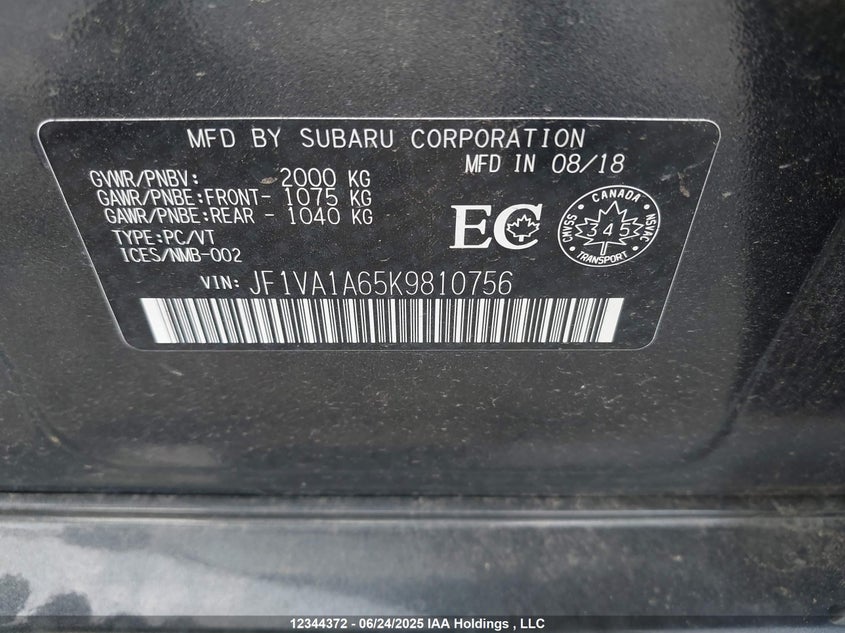 MFD BY SUBARU CORPORATION
MFD IN 08/18
GVWR/PNBV: 2000 KG
GAWR/PNBE:FRONT- 1075 KG
GAWR/PNBE:REAR - 1040 KG
TYPE:PC/VT
ICES/NMB-002
EC
CANADA
CMVSS 345 NSVAC
TRANSPORT
VIN: JF1VA1A65K9810756
12344372 - 06/24/2025 IAA Holdings , LLC